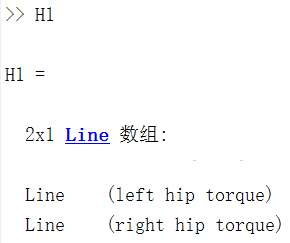 >> H1
H1 =
2x1 Line 数组:
Line (left hip torque)
Line (right hip torque)